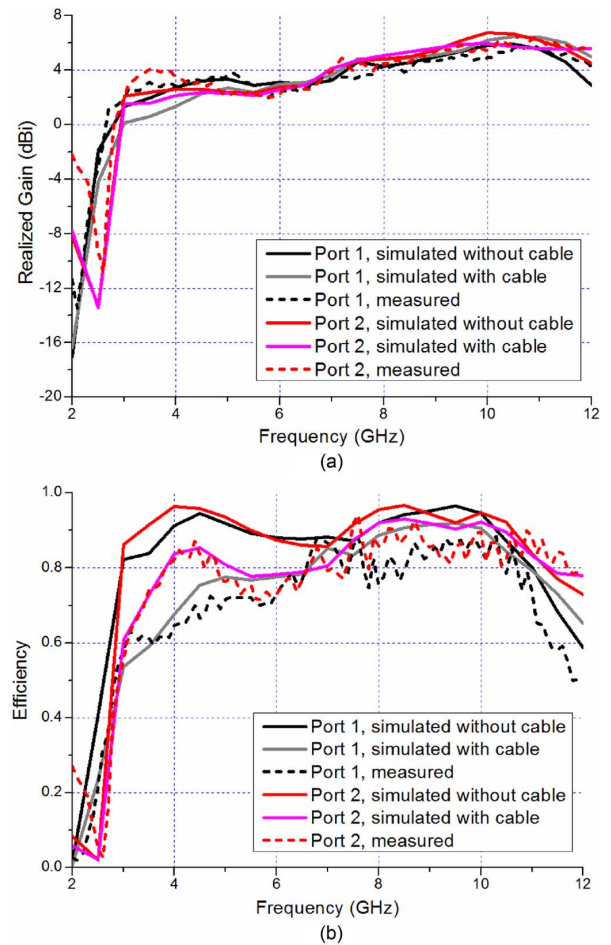 8
4
0
-4
-8
-12
-16
-20
Realized Gain (dBi)
Port 1, simulated without cable
Port 1, simulated with cable
Port 1, measured
Port 2, simulated without cable
Port 2, simulated with cable
Port 2, measured
2 4 6 8 10 12
Frequency (GHz)
(a)
1.0
0.8
0.6
0.4
0.2
0.0
Efficiency
Port 1, simulated without cable
Port 1, simulated with cable
Port 1, measured
Port 2, simulated without cable
Port 2, simulated with cable
Port 2, measured
2 4 6 8 10 12
Frequency (GHz)
(b)